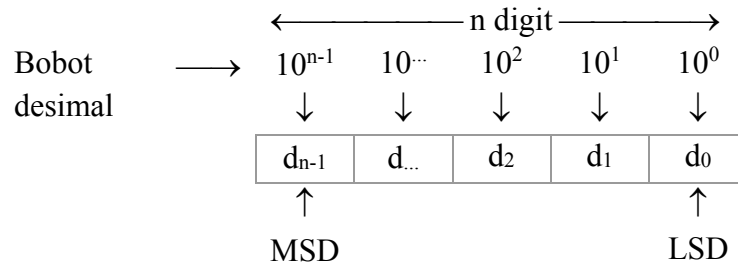 n digit
Bobot desimal → 10ⁿ⁻¹ 10··· 10² 10¹ 10⁰
dₙ₋₁ d... d₂ d₁ d₀
MSD LSD